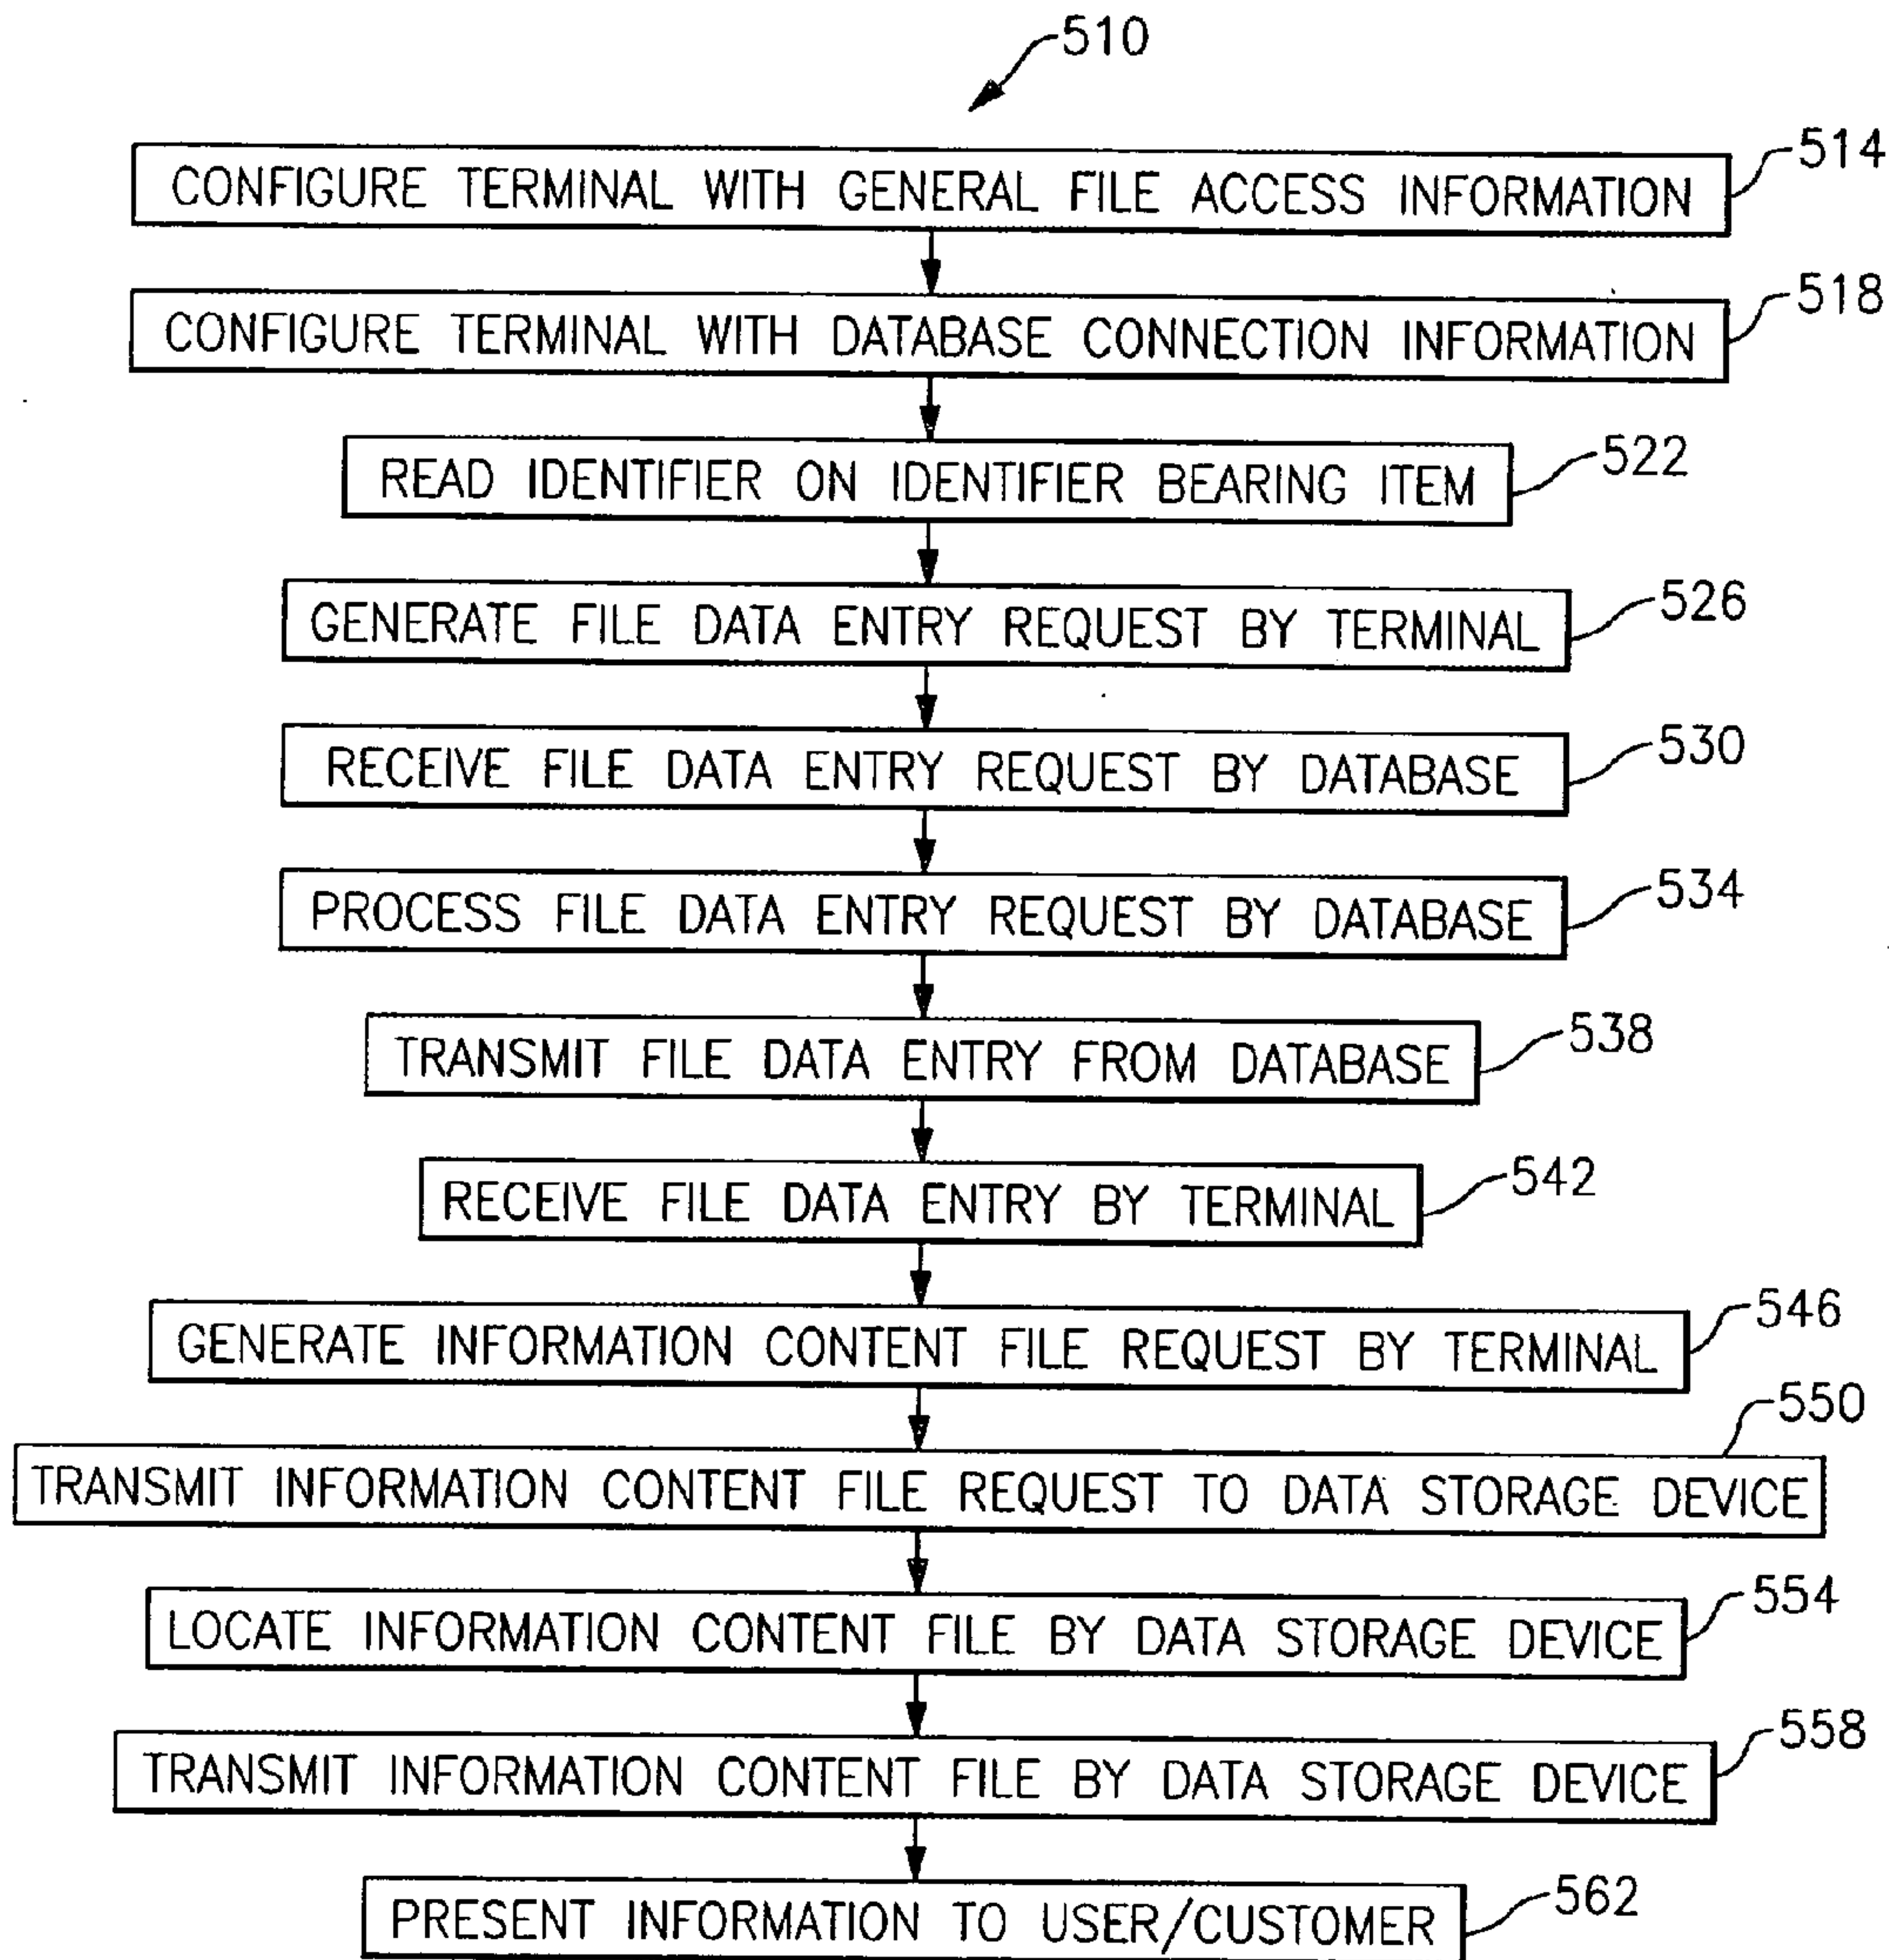 510
CONFIGURE TERMINAL WITH GENERAL FILE ACCESS INFORMATION 514
CONFIGURE TERMINAL WITH DATABASE CONNECTION INFORMATION 518
READ IDENTIFIER ON IDENTIFIER BEARING ITEM 522
GENERATE FILE DATA ENTRY REQUEST BY TERMINAL 526
RECEIVE FILE DATA ENTRY REQUEST BY DATABASE 530
PROCESS FILE DATA ENTRY REQUEST BY DATABASE 534
TRANSMIT FILE DATA ENTRY FROM DATABASE 538
RECEIVE FILE DATA ENTRY BY TERMINAL 542
GENERATE INFORMATION CONTENT FILE REQUEST BY TERMINAL 546
550
TRANSMIT INFORMATION CONTENT FILE REQUEST TO DATA STORAGE DEVICE
LOCATE INFORMATION CONTENT FILE BY DATA STORAGE DEVICE 554
TRANSMIT INFORMATION CONTENT FILE BY DATA STORAGE DEVICE 558
PRESENT INFORMATION TO USER/CUSTOMER 562